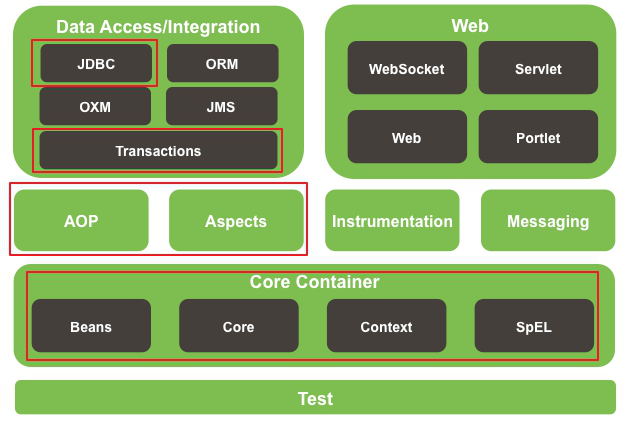 Data Access/Integration
JDBC
ORM
OXM
JMS
Transactions
Web
WebSocket
Servlet
Web
Portlet
AOP
Aspects
Instrumentation
Messaging
Core Container
Beans
Core
Context
SpEL
Test